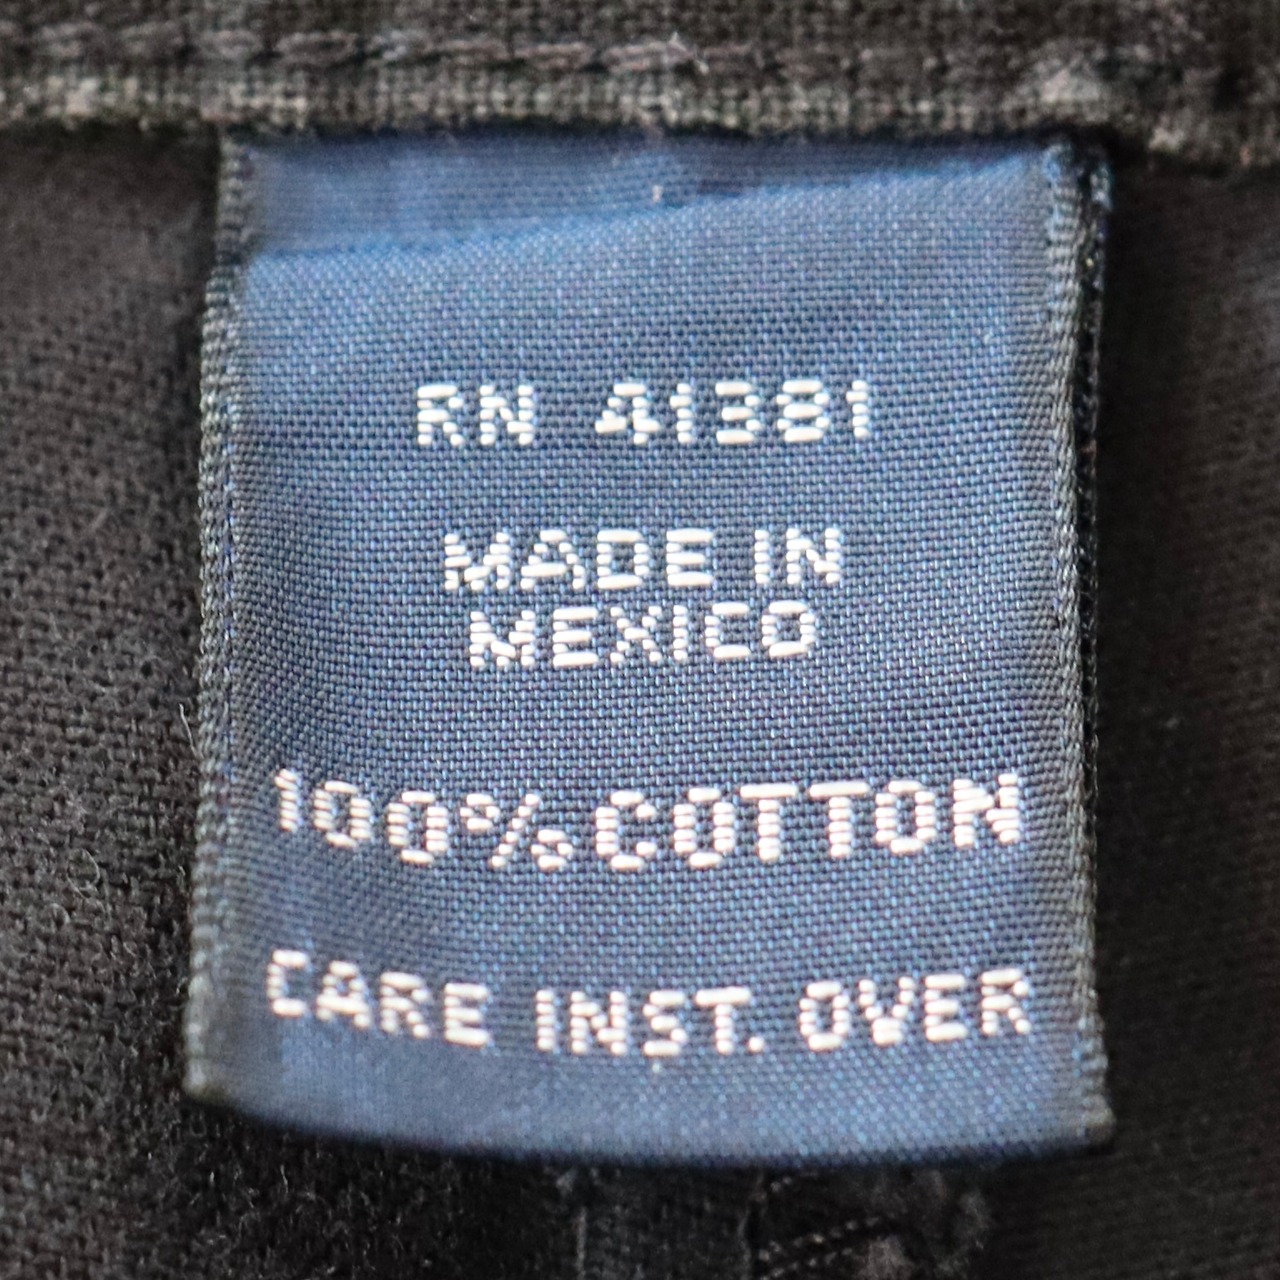 RN 41381
MADE IN
MEXICO
100% COTTON
CARE INST. OVER